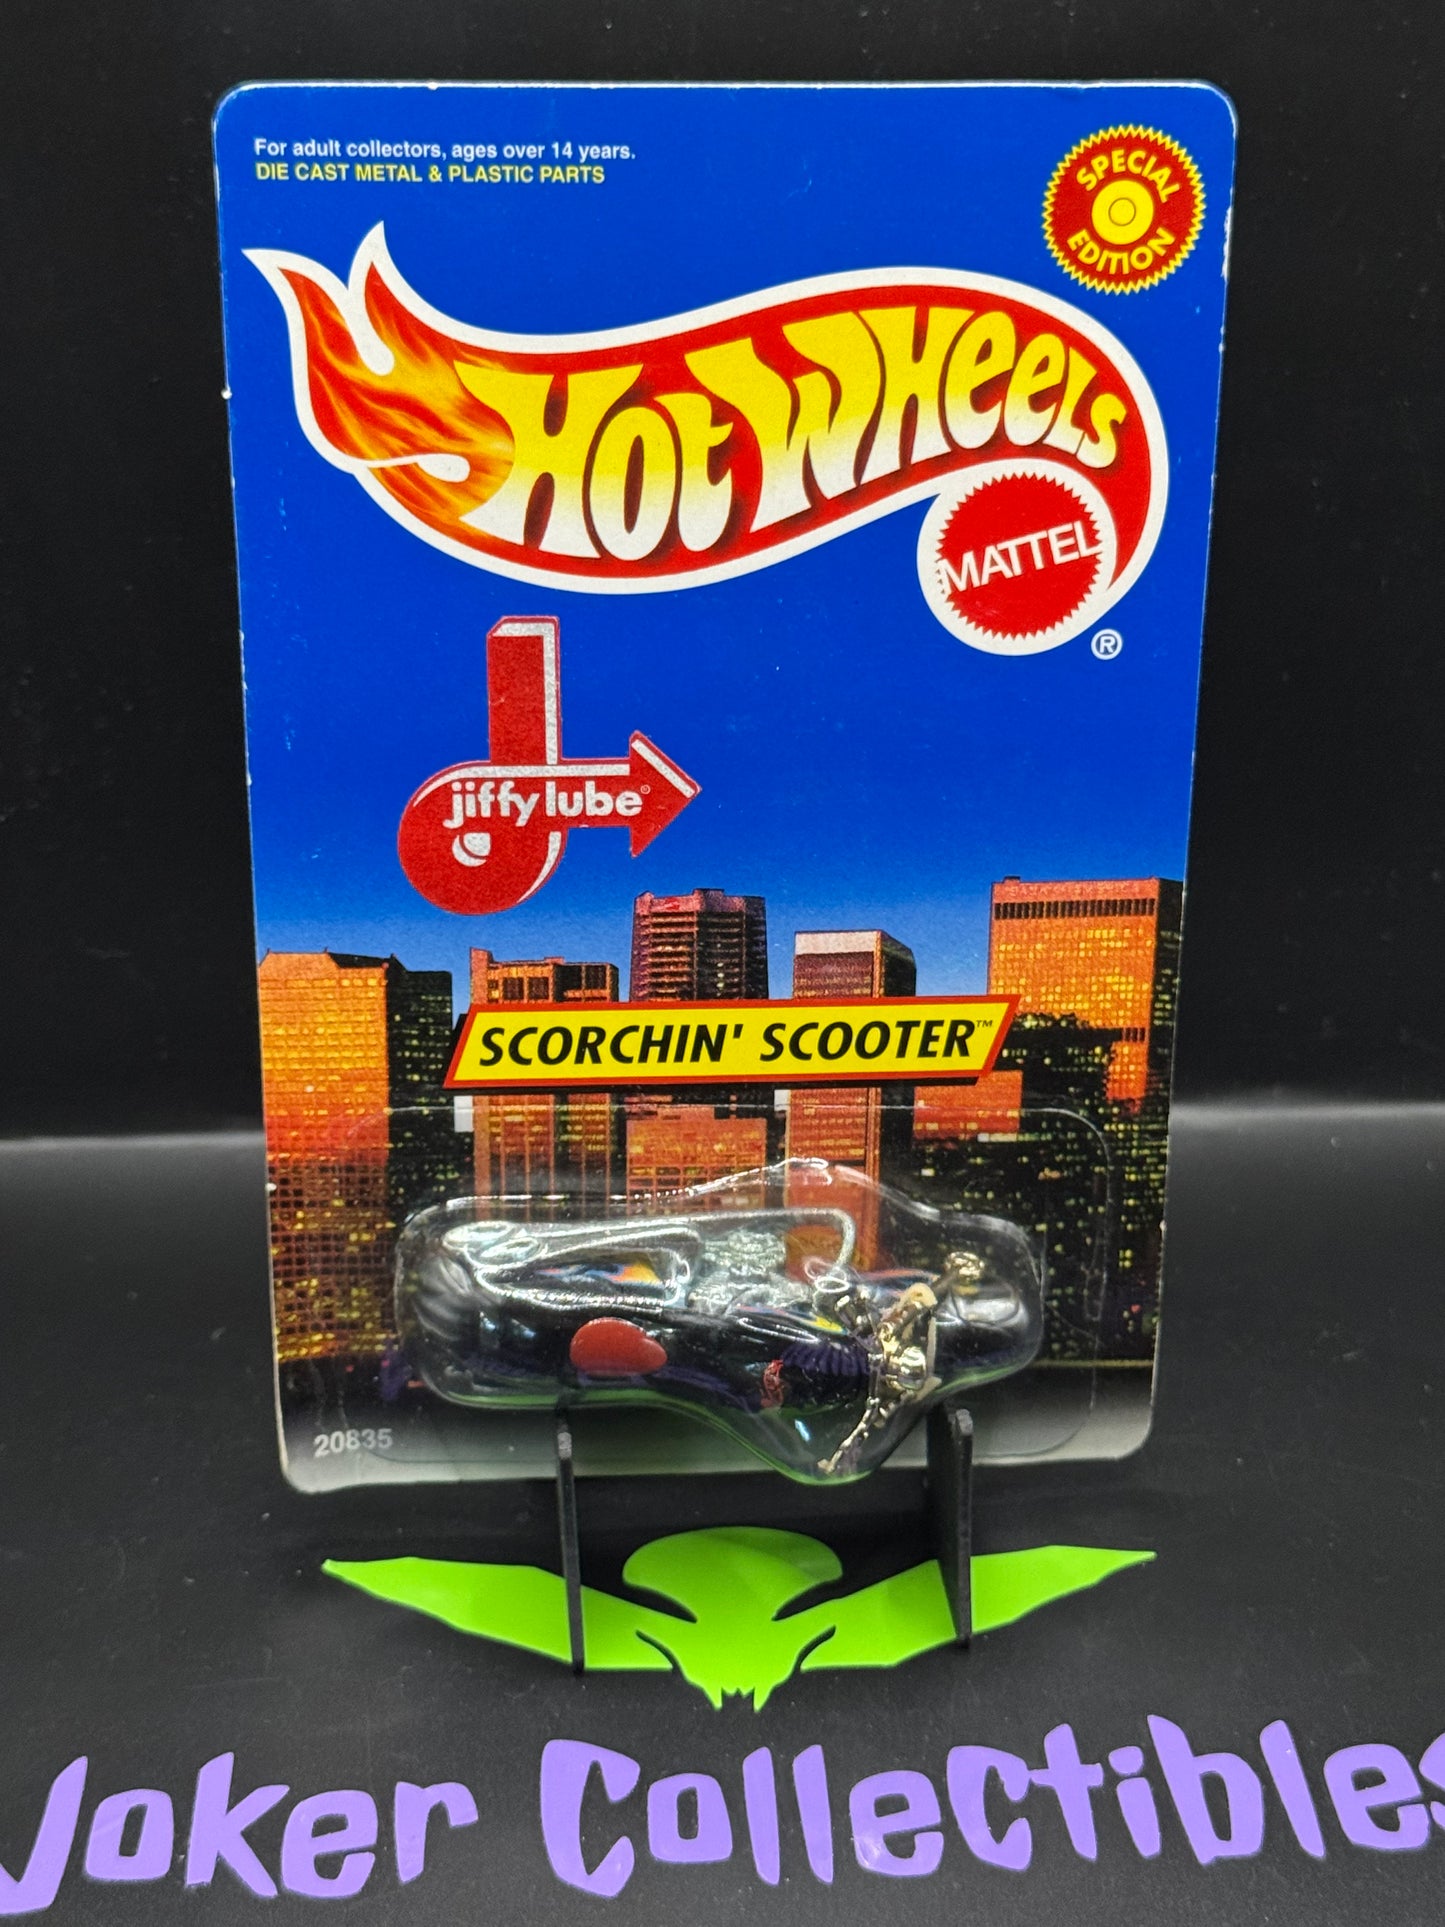 For adult collectors, ages over 14 years.
DIE CAST METAL & PLASTIC PARTS
SPECIAL
EDITION
HOT WHEELS
MATTEL
®
jiffy lube®
SCORCHIN' SCOOTER™
20835
Joker Collectibles